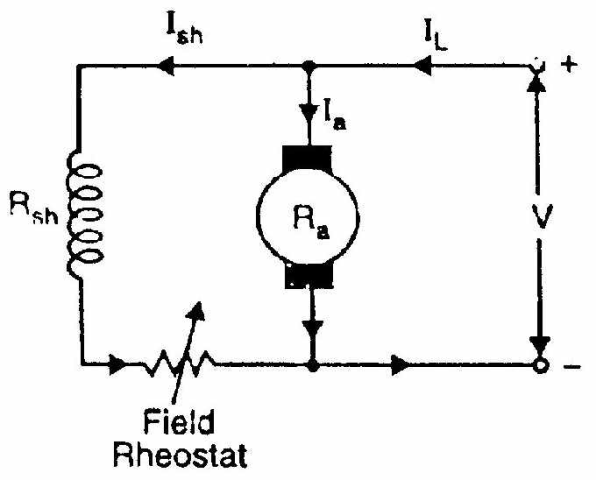 I_sh
I_L
+
I_a
R_sh
R_a
V
−
Field
Rheostat